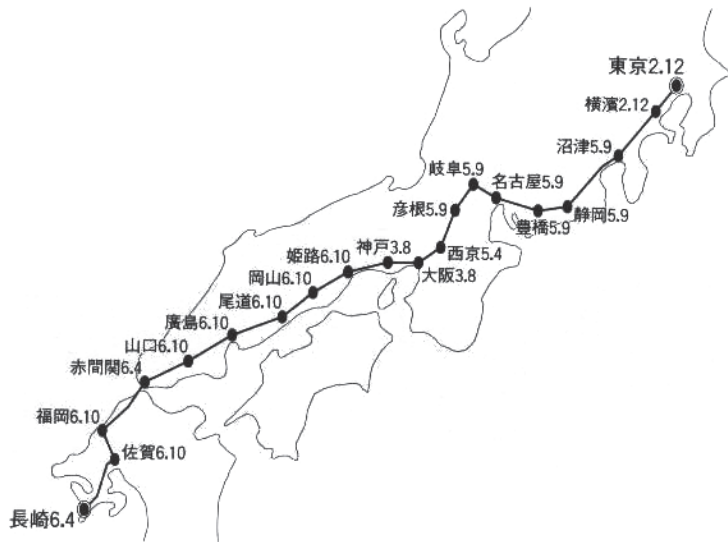 東京2.12
横濱2.12
沼津5.9
岐阜5.9
名古屋5.9
静岡5.9
豊橋5.9
彦根5.9
西京5.4
大阪3.8
神戸3.8
姫路6.10
岡山6.10
尾道6.10
廣島6.10
山口6.10
赤間関6.4
福岡6.10
佐賀6.10
長崎6.4